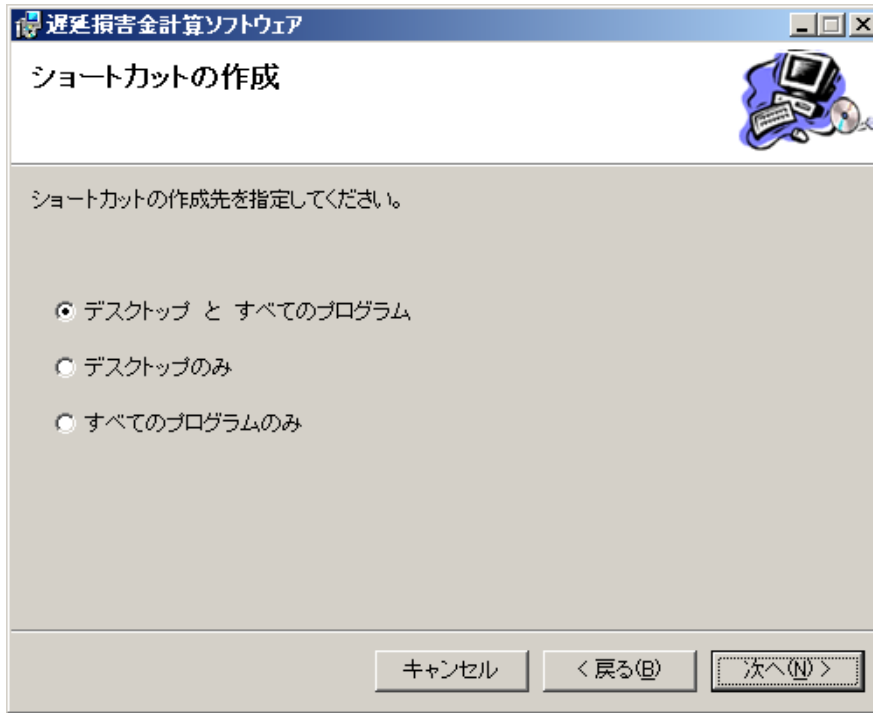 遅延損害金計算ソフトウェア
ショートカットの作成
ショートカットの作成先を指定してください。
デスクトップ と すべてのプログラム
デスクトップのみ
すべてのプログラムのみ
キャンセル
< 戻る(B)
次へ(N) >